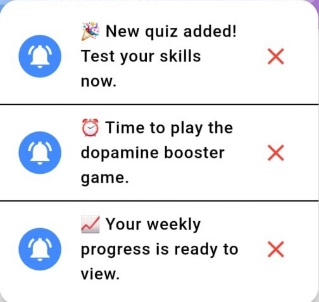 🎉 New quiz added!
Test your skills
now.
⏰ Time to play the
dopamine booster
game.
📈 Your weekly
progress is ready to
view.